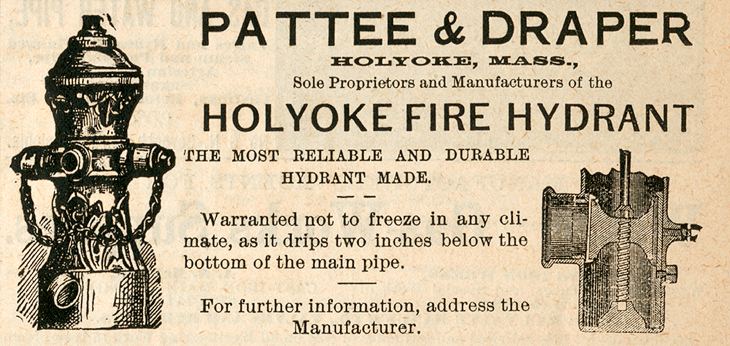 PATTEE & DRAPER
HOLYOKE, MASS.,
Sole Proprietors and Manufacturers of the
HOLYOKE FIRE HYDRANT
THE MOST RELIABLE AND DURABLE
HYDRANT MADE.
Warranted not to freeze in any cli-
mate, as it drips two inches below the
bottom of the main pipe.
For further information, address the
Manufacturer.